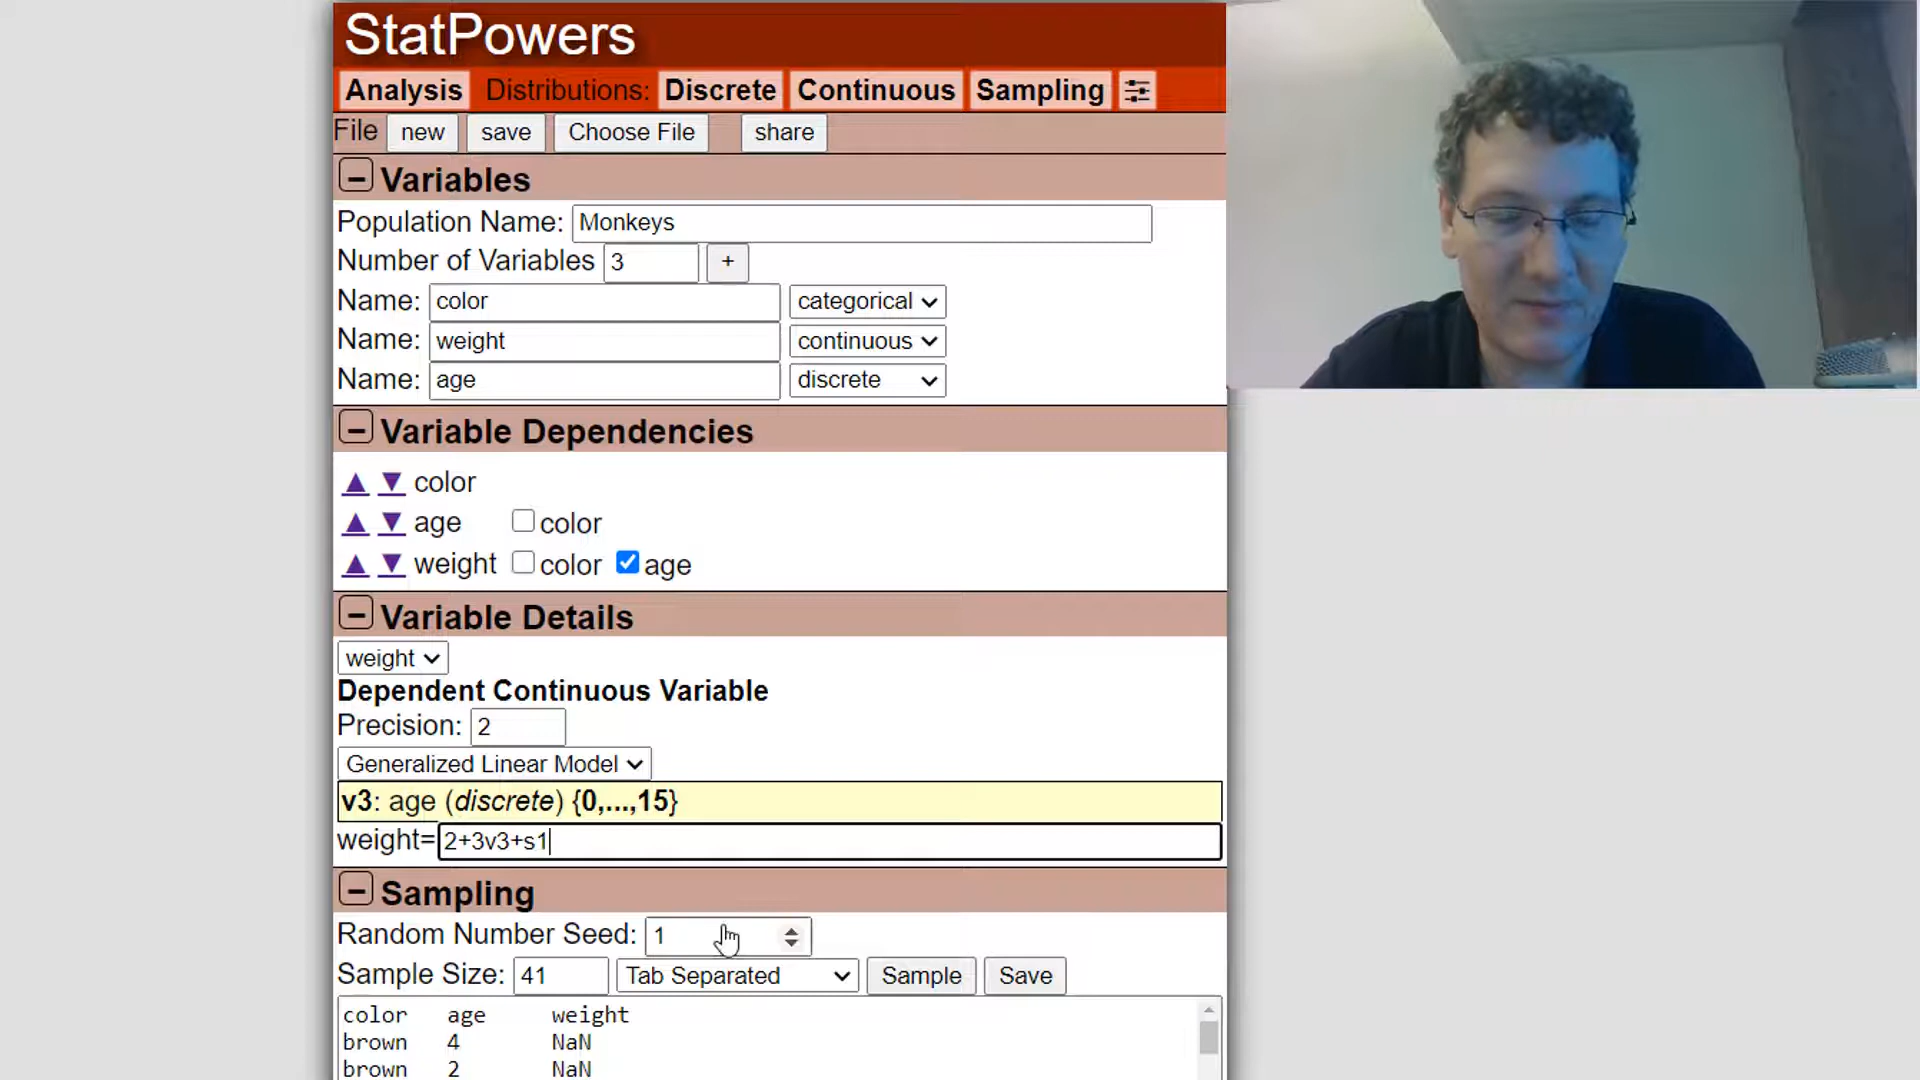 StatPowers
Analysis Distributions: Discrete Continuous Sampling
File new save Choose File share
− Variables
Population Name: Monkeys
Number of Variables 3 +
Name: color categorical
Name: weight continuous
Name: age discrete
− Variable Dependencies
▲ ▼ color
▲ ▼ age color
▲ ▼ weight color age
− Variable Details
weight
Dependent Continuous Variable
Precision: 2
Generalized Linear Model
v3: age (discrete) {0,...,15}
weight= 2+3v3+s1
− Sampling
Random Number Seed: 1
Sample Size: 41 Tab Separated Sample Save
color age weight
brown 4 NaN
brown 2 NaN